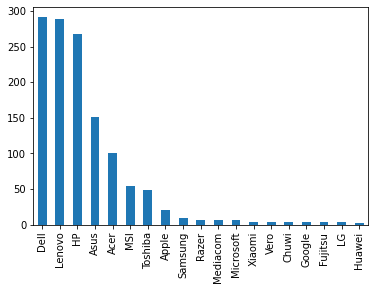 300
250
200
150
100
50
0
Dell
Lenovo
HP
Asus
Acer
MSI
Toshiba
Apple
Samsung
Razer
Mediacom
Microsoft
Xiaomi
Vero
Chuwi
Google
Fujitsu
LG
Huawei